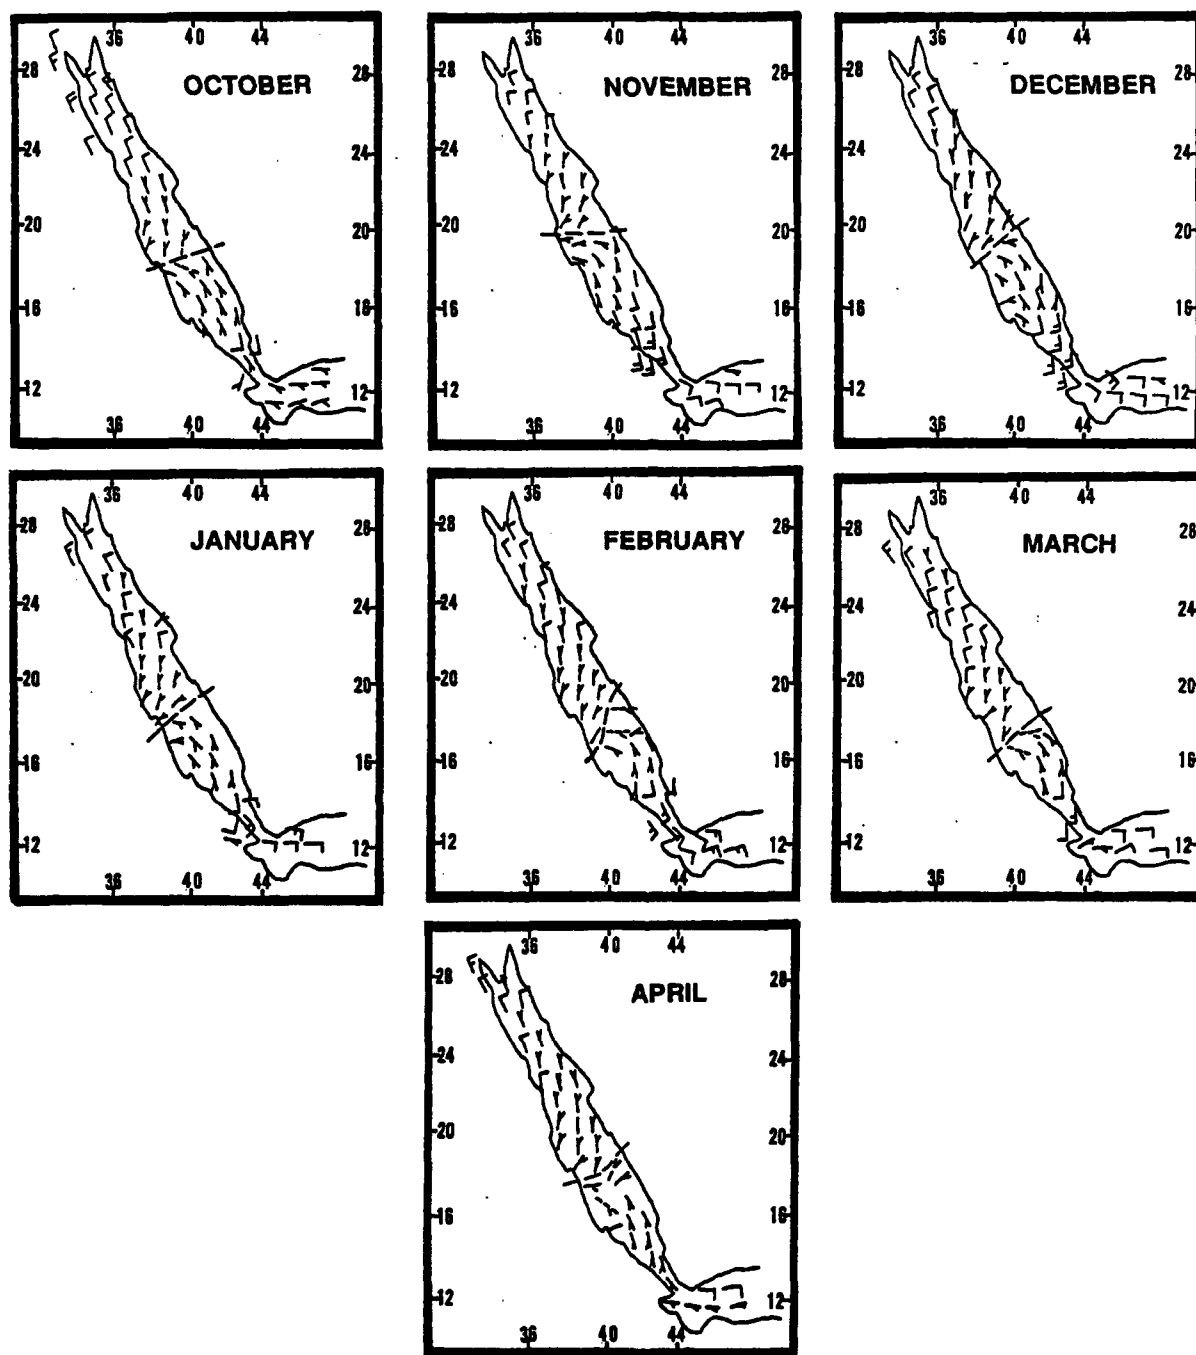 36 40 44 36 40 44 36 40 44
28 OCTOBER 28 28 NOVEMBER 28 28 DECEMBER 28
24 24 24 24 24 24
20 20 20 20 20 20
16 16 16 16 16 16
12 12 12 12 12 12
36 40 44 36 40 44 36 40 44
36 40 44 36 40 44 36 40 44
28 JANUARY 28 28 FEBRUARY 28 28 MARCH 28
24 24 24 24 24 24
20 20 20 20 20 20
16 16 16 16 16 16
12 12 12 12 12 12
36 40 44 36 40 44 36 40 44
36 40 44
28 APRIL 28
24 24
20 20
16 16
12 12
36 40 44